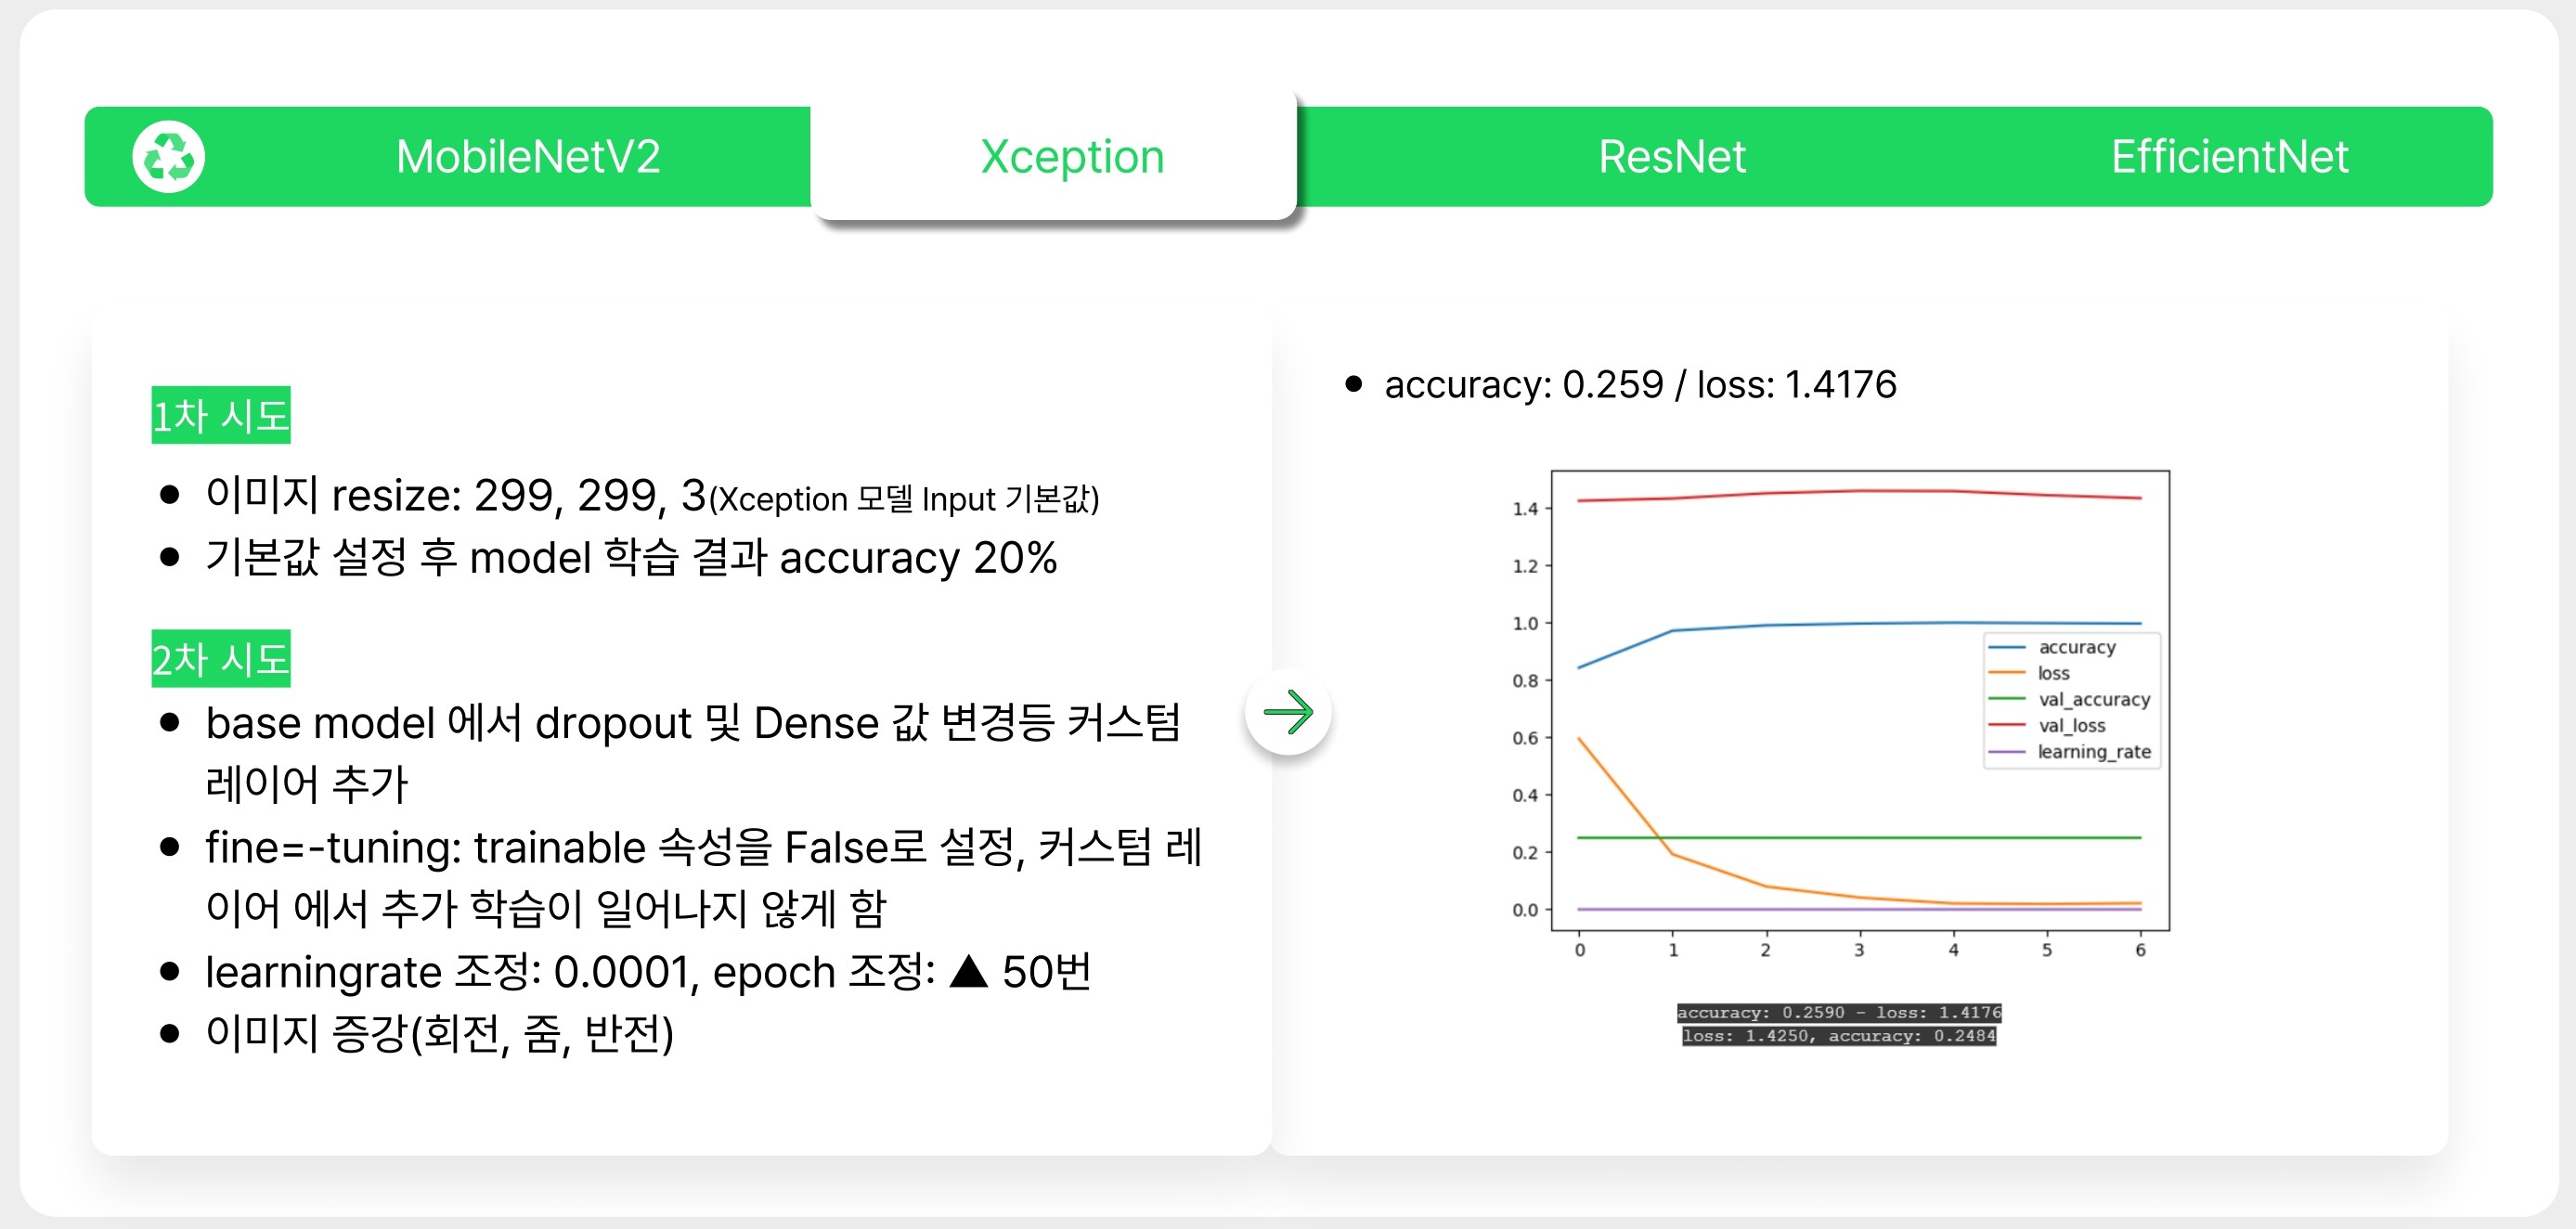 MobileNetV2
Xception
ResNet
EfficientNet
1차 시도
이미지 resize: 299, 299, 3(Xception 모델 Input 기본값)
기본값 설정 후 model 학습 결과 accuracy 20%
2차 시도
base model 에서 dropout 및 Dense 값 변경등 커스텀
레이어 추가
fine=-tuning: trainable 속성을 False로 설정, 커스텀 레
이어 에서 추가 학습이 일어나지 않게 함
learningrate 조정: 0.0001, epoch 조정: ▲ 50번
이미지 증강(회전, 줌, 반전)
accuracy: 0.259 / loss: 1.4176
1.4
1.2
1.0
0.8
0.6
0.4
0.2
0.0
accuracy
loss
val_accuracy
val_loss
learning_rate
0 1 2 3 4 5 6
accuracy: 0.2590 - loss: 1.4176
loss: 1.4250, accuracy: 0.2484